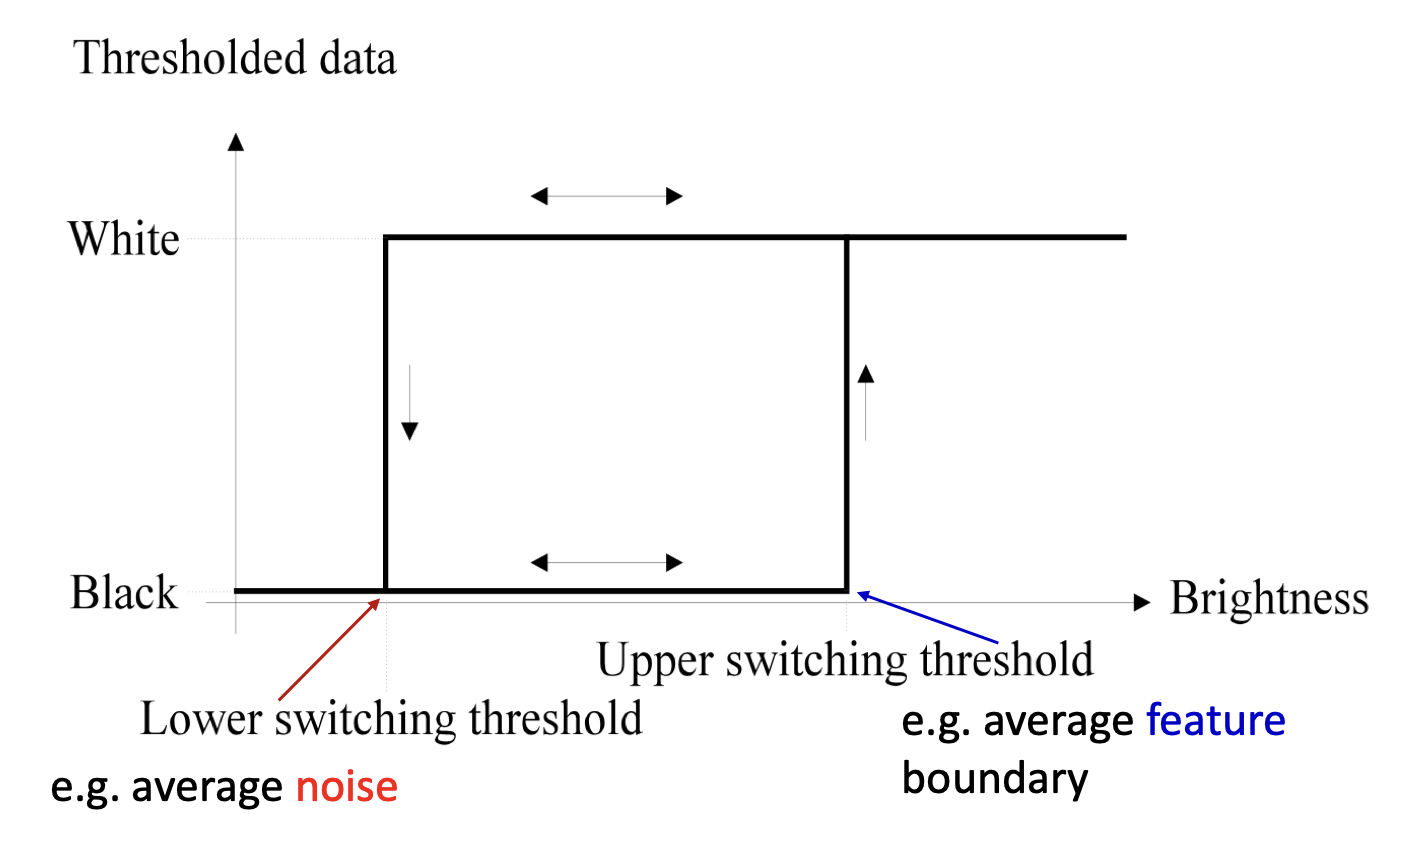 Thresholded data
White
Black
Brightness
Upper switching threshold
Lower switching threshold
e.g. average feature
boundary
e.g. average noise